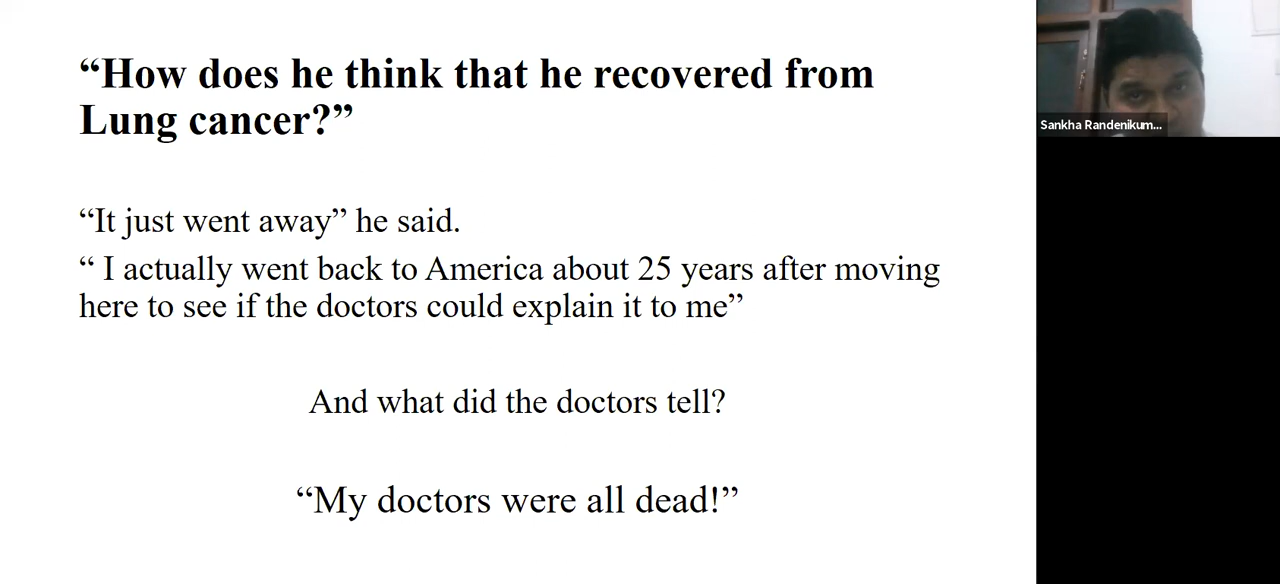 “How does he think that he recovered from
Lung cancer?”
“It just went away” he said.
“ I actually went back to America about 25 years after moving
here to see if the doctors could explain it to me”
And what did the doctors tell?
“My doctors were all dead!”
Sankha Randenikum...